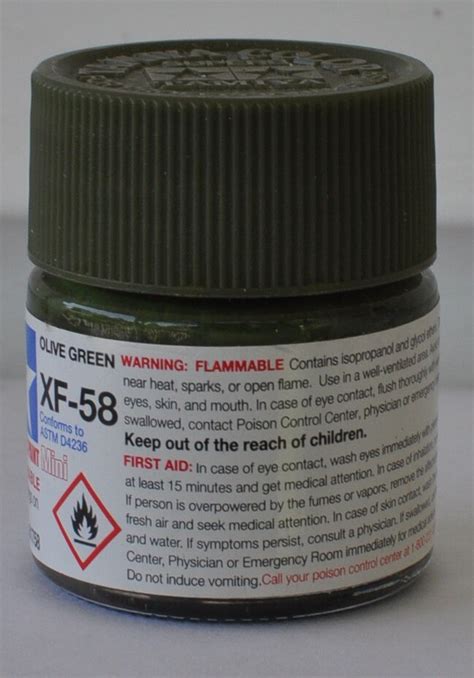 TAMIYA COLOR
TAMIYA
OLIVE GREEN
XF-58
Conforms to
ASTM D4236
Mini
WARNING: FLAMMABLE Contains isopropanol and glycol
near heat, sparks, or open flame. Use in a well-ventilated area.
eyes, skin, and mouth. In case of eye contact, flush thoroughly
swallowed, contact Poison Control Center, physician or emergency
Keep out of the reach of children.
FIRST AID: In case of eye contact, wash eyes immediately with
at least 15 minutes and get medical attention. In case of
If person is overpowered by the fumes or vapors, remove the
fresh air and seek medical attention. In case of skin contact, wash
and water. If symptoms persist, consult a physician. If swallowed,
Center, Physician or Emergency Room immediately for medical
Do not induce vomiting. Call your poison control center at 1-800-